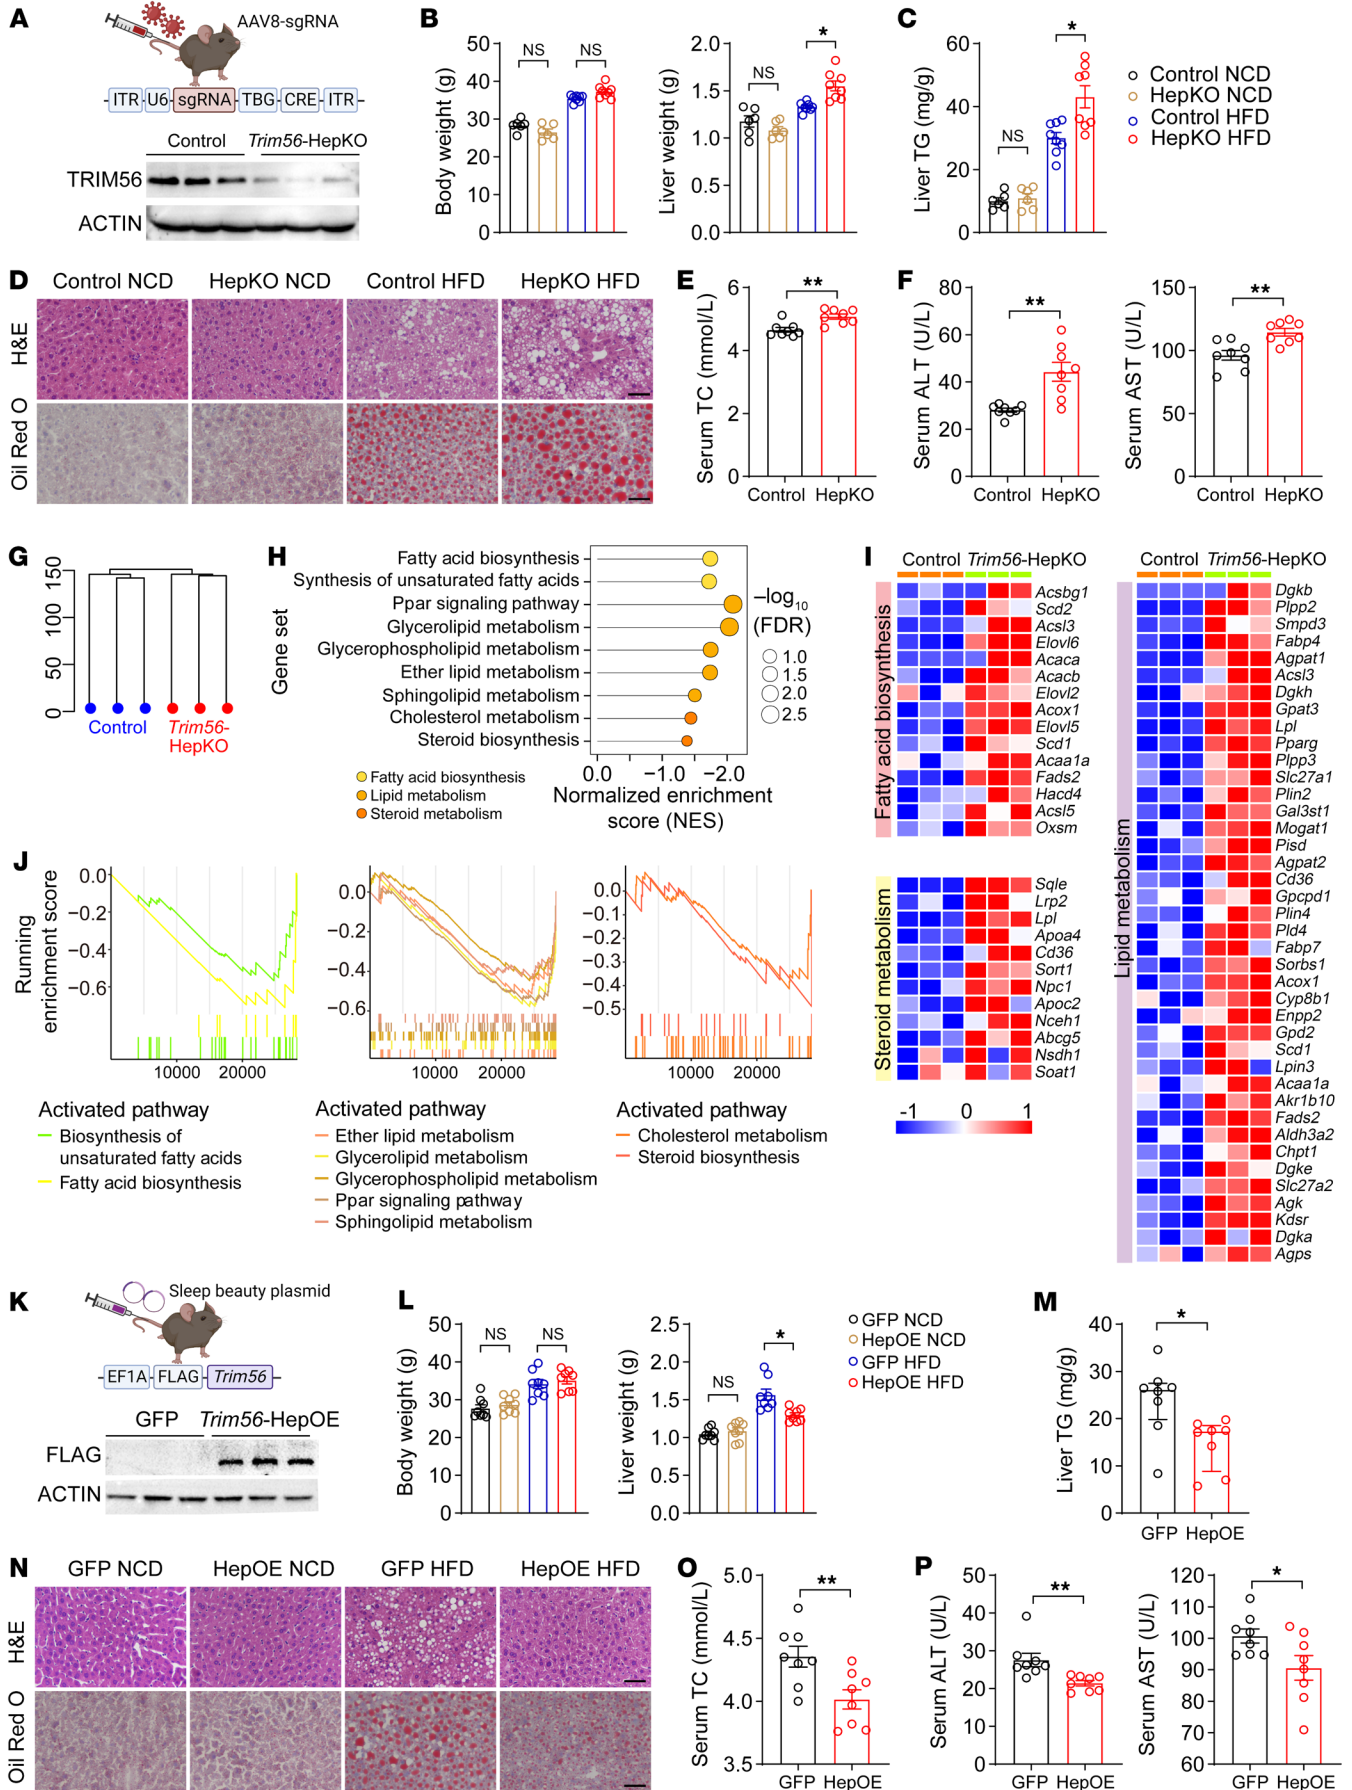 A
AAV8-sgRNA
ITR U6 sgRNA TBG CRE ITR
Control Trim56-HepKO
TRIM56
ACTIN
B
Body weight (g)
50
40
30
20
10
0
NS NS
Liver weight (g)
2.0
1.5
1.0
0.5
0.0
NS *
C
Liver TG (mg/g)
60
40
20
0
NS *
Control NCD
HepKO NCD
Control HFD
HepKO HFD
D
Control NCD HepKO NCD Control HFD HepKO HFD
H&E
Oil Red O
E
Serum TC (mmol/L)
6
4
2
0
**
Control HepKO
F
Serum ALT (U/L)
80
60
40
20
0
**
Control HepKO
Serum AST (U/L)
150
100
50
0
**
Control HepKO
G
150
100
50
0
Control
Trim56-
HepKO
H
Gene set
Fatty acid biosynthesis
Synthesis of unsaturated fatty acids
Ppar signaling pathway
Glycerolipid metabolism
Glycerophospholipid metabolism
Ether lipid metabolism
Sphingolipid metabolism
Cholesterol metabolism
Steroid biosynthesis
0.0 −1.0 −2.0
Normalized enrichment
score (NES)
–log10
(FDR)
1.0
1.5
2.0
2.5
Fatty acid biosynthesis
Lipid metabolism
Steroid metabolism
I
Control Trim56-HepKO
Fatty acid biosynthesis
Acsbg1
Scd2
Acsl3
Elovl6
Acaca
Acacb
Elovl2
Acox1
Elovl5
Scd1
Acaa1a
Fads2
Hacd4
Acsl5
Oxsm
Steroid metabolism
Sqle
Lrp2
Lpl
Apoa4
Cd36
Sort1
Npc1
Apoc2
Nceh1
Abcg5
Nsdh1
Soat1
-1 0 1
Control Trim56-HepKO
Lipid metabolism
Dgkb
Plpp2
Smpd3
Fabp4
Agpat1
Acsl3
Dgkh
Gpat3
Lpl
Pparg
Plpp3
Slc27a1
Plin2
Gal3st1
Mogat1
Pisd
Agpat2
Cd36
Gpcpd1
Plin4
Pld4
Fabp7
Sorbs1
Acox1
Cyp8b1
Enpp2
Gpd2
Scd1
Lpin3
Acaa1a
Akr1b10
Fads2
Aldh3a2
Chpt1
Dgke
Slc27a2
Agk
Kdsr
Dgka
Agps
J
Running
enrichment score
0.0
−0.2
−0.4
−0.6
10000 20000
Activated pathway
Biosynthesis of
unsaturated fatty acids
Fatty acid biosynthesis
0.0
−0.2
−0.4
−0.6
10000 20000
Activated pathway
Ether lipid metabolism
Glycerolipid metabolism
Glycerophospholipid metabolism
Ppar signaling pathway
Sphingolipid metabolism
0.0
−0.1
−0.2
−0.3
−0.4
−0.5
10000 20000
Activated pathway
Cholesterol metabolism
Steroid biosynthesis
K
Sleep beauty plasmid
EF1A FLAG Trim56
GFP Trim56-HepOE
FLAG
ACTIN
L
Body weight (g)
50
40
30
20
10
0
NS NS
Liver weight (g)
2.5
2.0
1.5
1.0
0.5
0.0
NS *
GFP NCD
HepOE NCD
GFP HFD
HepOE HFD
M
Liver TG (mg/g)
40
30
20
10
0
*
GFP HepOE
N
GFP NCD HepOE NCD GFP HFD HepOE HFD
H&E
Oil Red O
O
Serum TC (mmol/L)
5.0
4.5
4.0
3.5
**
GFP HepOE
P
Serum ALT (U/L)
50
40
30
20
10
0
**
GFP HepOE
Serum AST (U/L)
120
110
100
90
80
70
60
*
GFP HepOE